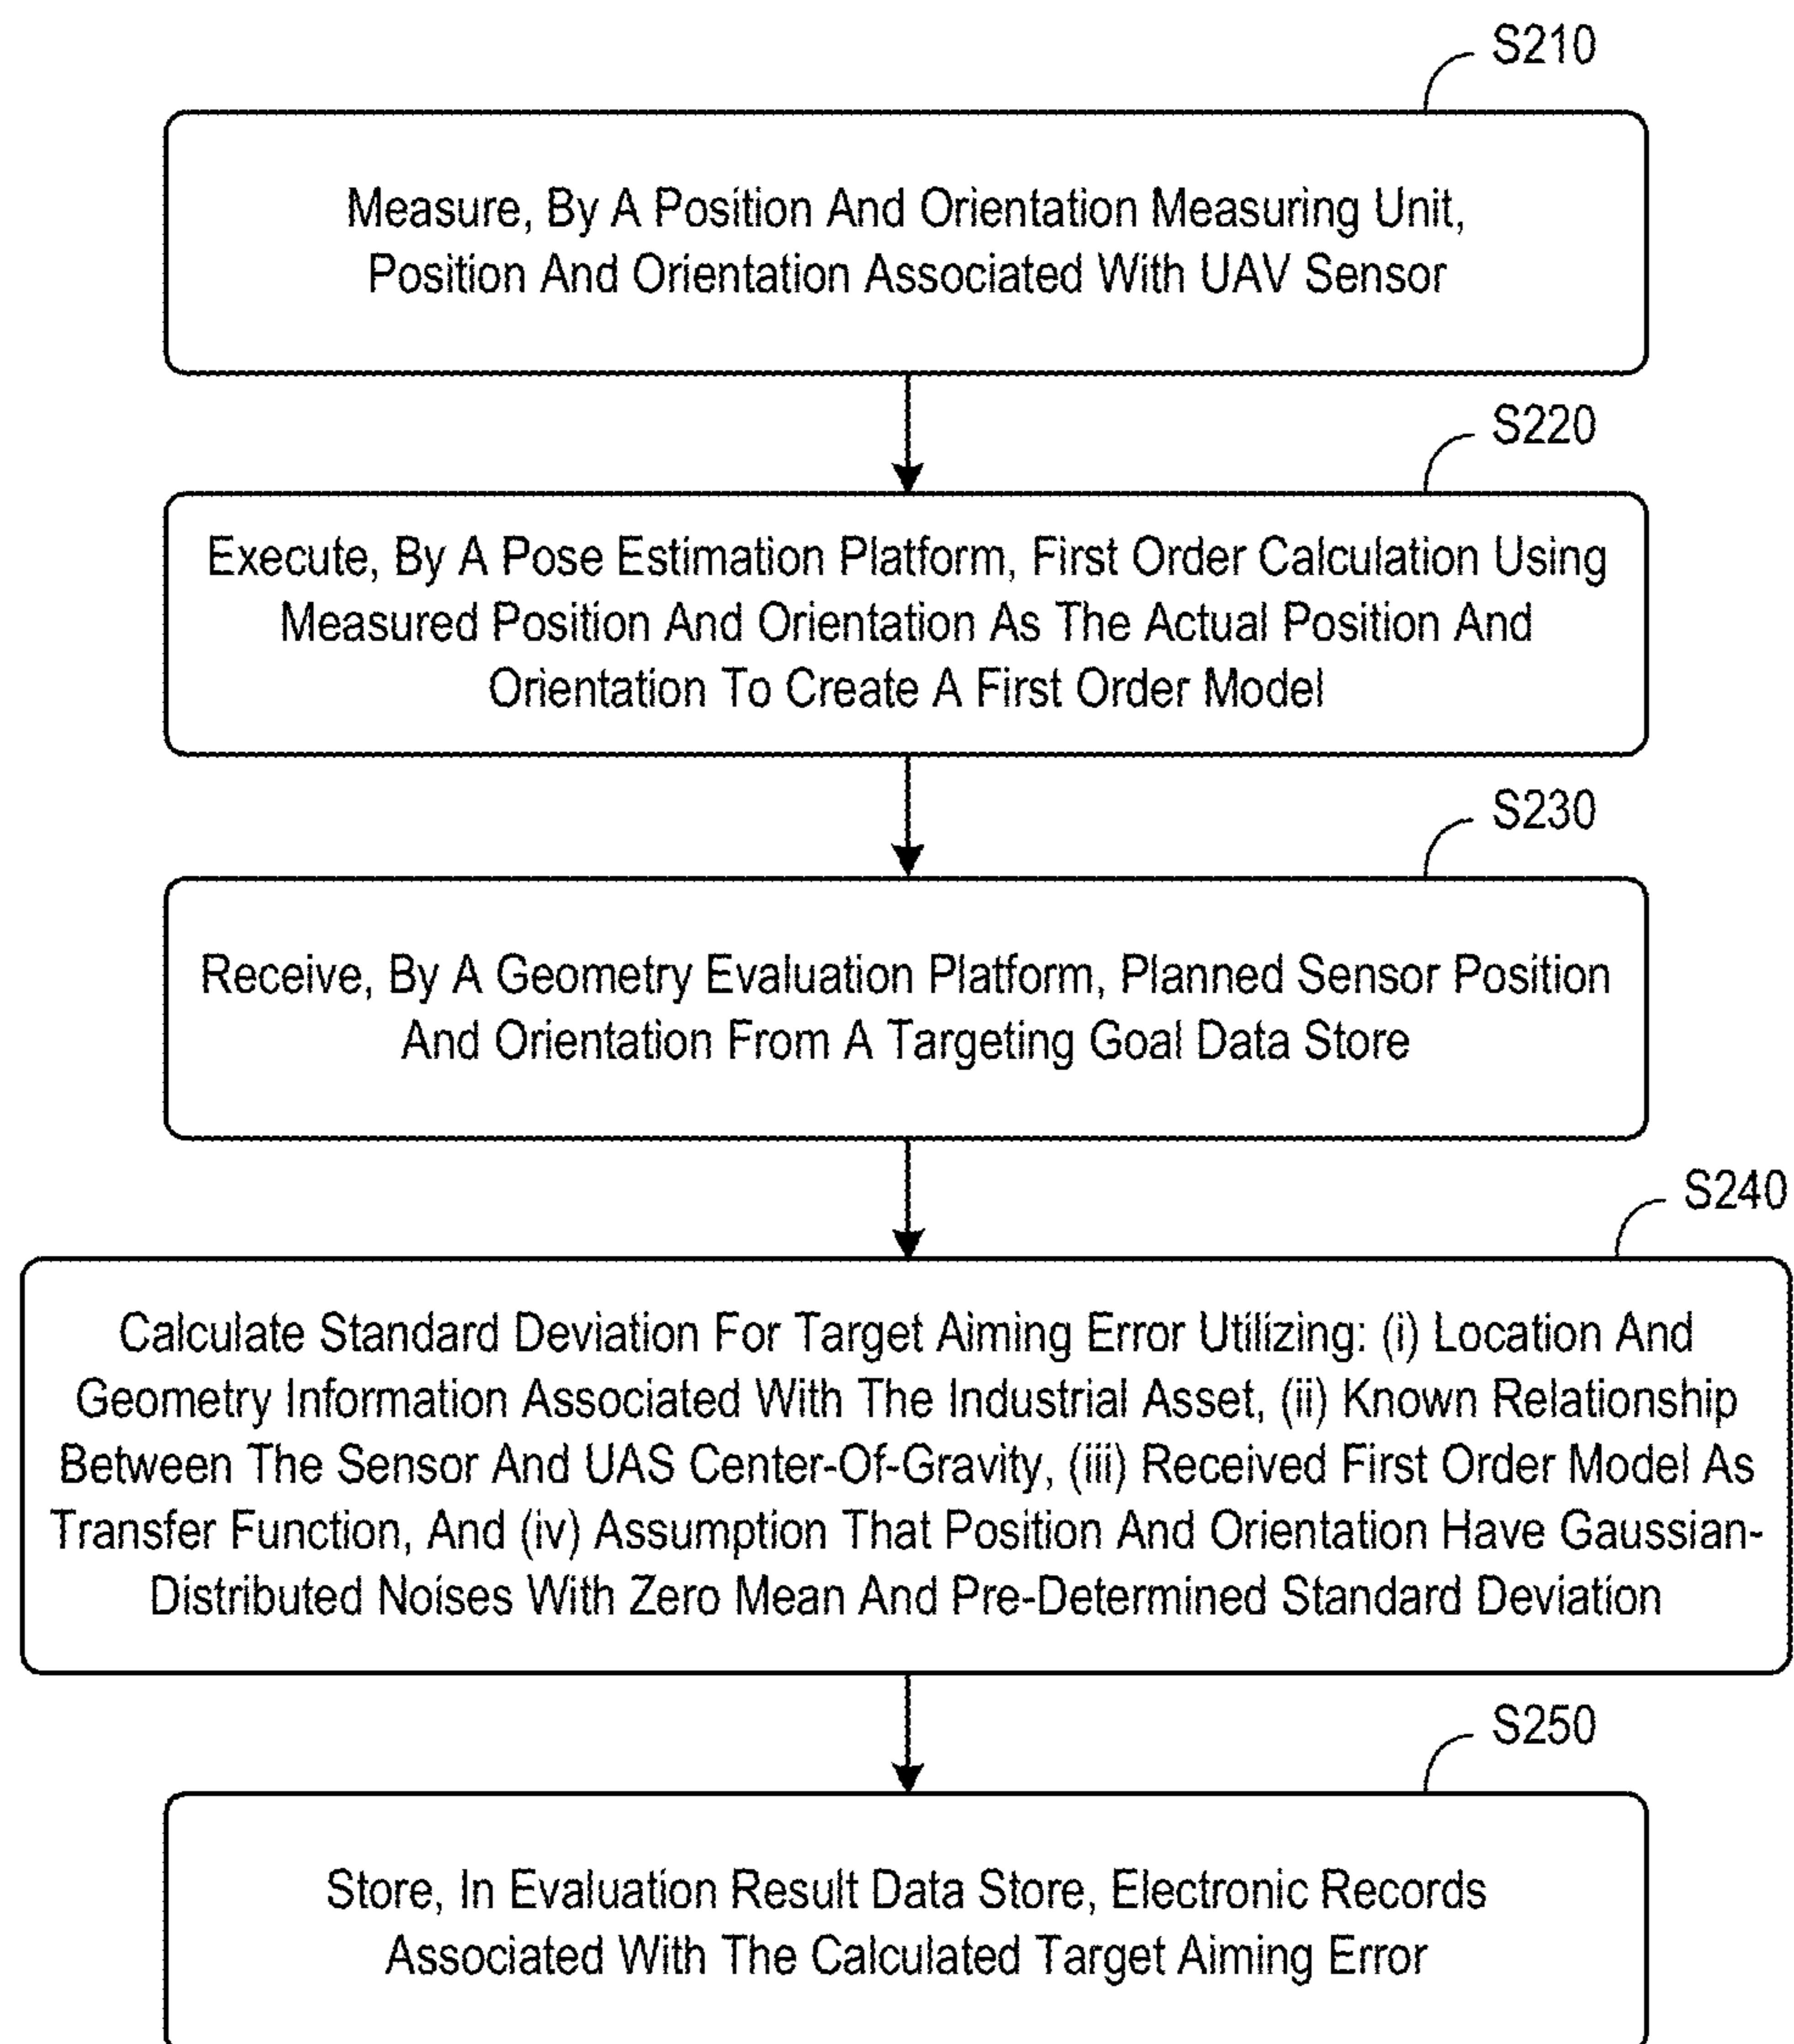 S210
Measure, By A Position And Orientation Measuring Unit,
Position And Orientation Associated With UAV Sensor
S220
Execute, By A Pose Estimation Platform, First Order Calculation Using
Measured Position And Orientation As The Actual Position And
Orientation To Create A First Order Model
S230
Receive, By A Geometry Evaluation Platform, Planned Sensor Position
And Orientation From A Targeting Goal Data Store
S240
Calculate Standard Deviation For Target Aiming Error Utilizing: (i) Location And
Geometry Information Associated With The Industrial Asset, (ii) Known Relationship
Between The Sensor And UAS Center-Of-Gravity, (iii) Received First Order Model As
Transfer Function, And (iv) Assumption That Position And Orientation Have Gaussian-
Distributed Noises With Zero Mean And Pre-Determined Standard Deviation
S250
Store, In Evaluation Result Data Store, Electronic Records
Associated With The Calculated Target Aiming Error